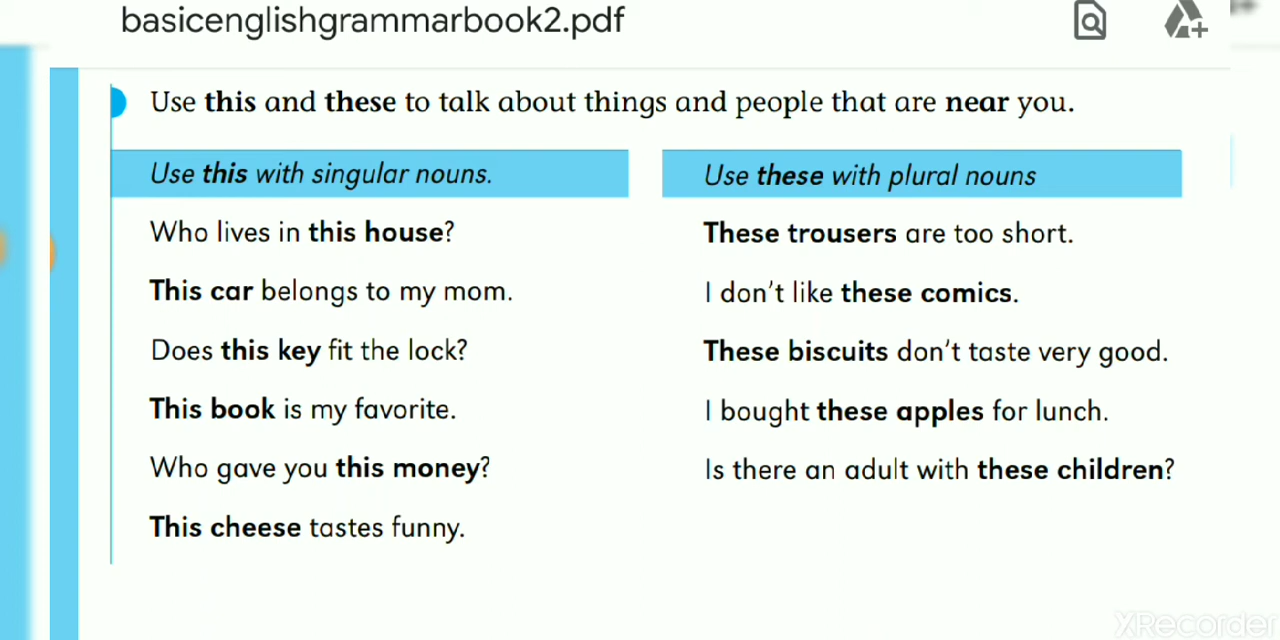 basicenglishgrammarbook2.pdf
Use this and these to talk about things and people that are near you.
Use this with singular nouns.
Who lives in this house?
This car belongs to my mom.
Does this key fit the lock?
This book is my favorite.
Who gave you this money?
This cheese tastes funny.
Use these with plural nouns
These trousers are too short.
I don't like these comics.
These biscuits don't taste very good.
I bought these apples for lunch.
Is there an adult with these children?
XRecorder